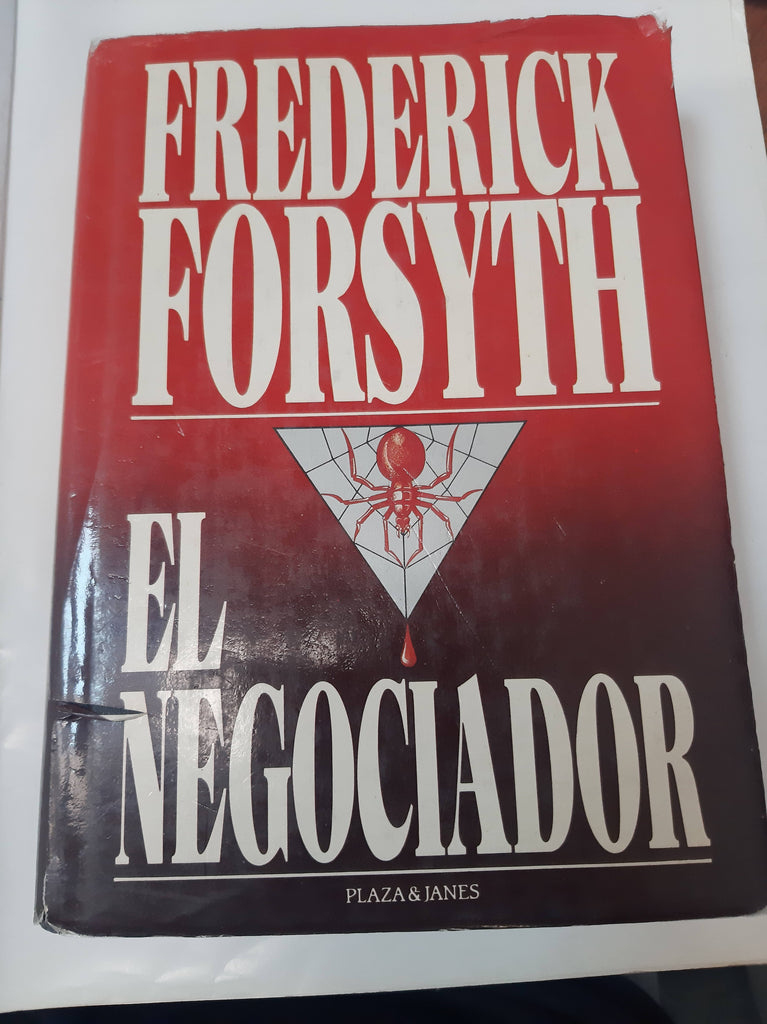 FREDERICK
FORSYTH
EL
NEGOCIADOR
PLAZA & JANES